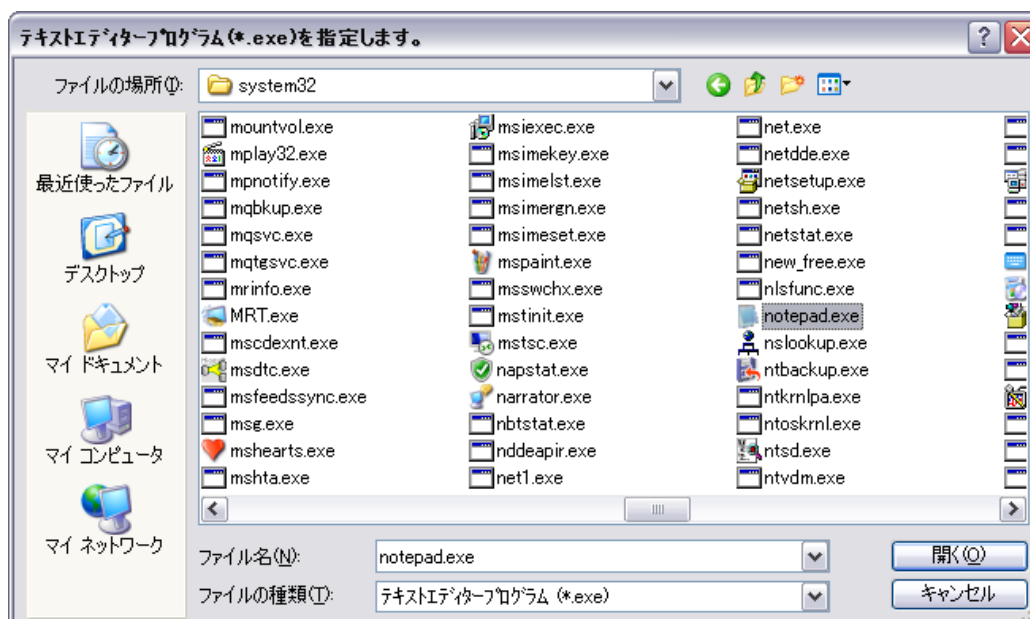 テキストエディタープログラム(*.exe)を指定します。
ファイルの場所(I):
system32
最近使ったファイル
デスクトップ
マイ ドキュメント
マイ コンピュータ
マイ ネットワーク
mountvol.exe
mplay32.exe
mpnotify.exe
mqbkup.exe
mqsvc.exe
mqtgsvc.exe
mrinfo.exe
MRT.exe
mscdexnt.exe
msdtc.exe
msfeedssync.exe
msg.exe
mshearts.exe
mshta.exe
msiexec.exe
msimekey.exe
msimelst.exe
msimergn.exe
msimeset.exe
mspaint.exe
msswchx.exe
mstinit.exe
mstsc.exe
napstat.exe
narrator.exe
nbtstat.exe
nddeapir.exe
net1.exe
net.exe
netdde.exe
netsetup.exe
netsh.exe
netstat.exe
new_free.exe
nlsfunc.exe
notepad.exe
nslookup.exe
ntbackup.exe
ntkrnlpa.exe
ntoskrnl.exe
ntsd.exe
ntvdm.exe
ファイル名(N):
notepad.exe
開く(O)
ファイルの種類(T):
テキストエディタープログラム (*.exe)
キャンセル